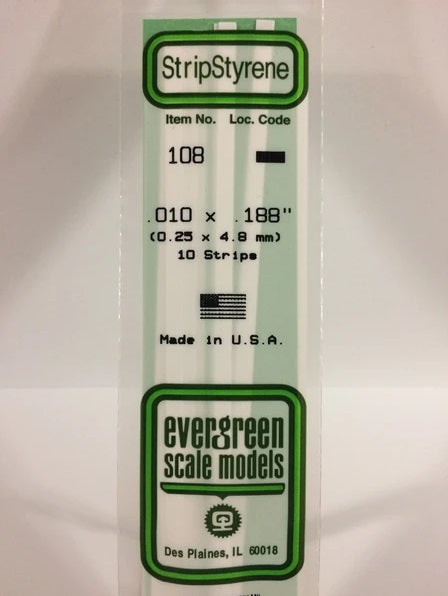 StripStyrene
Item No. Loc. Code
108
.010 x .188"
(0.25 x 4.8 mm)
10 Strips
Made in U.S.A.
evergreen
scale models
Des Plaines, IL 60018